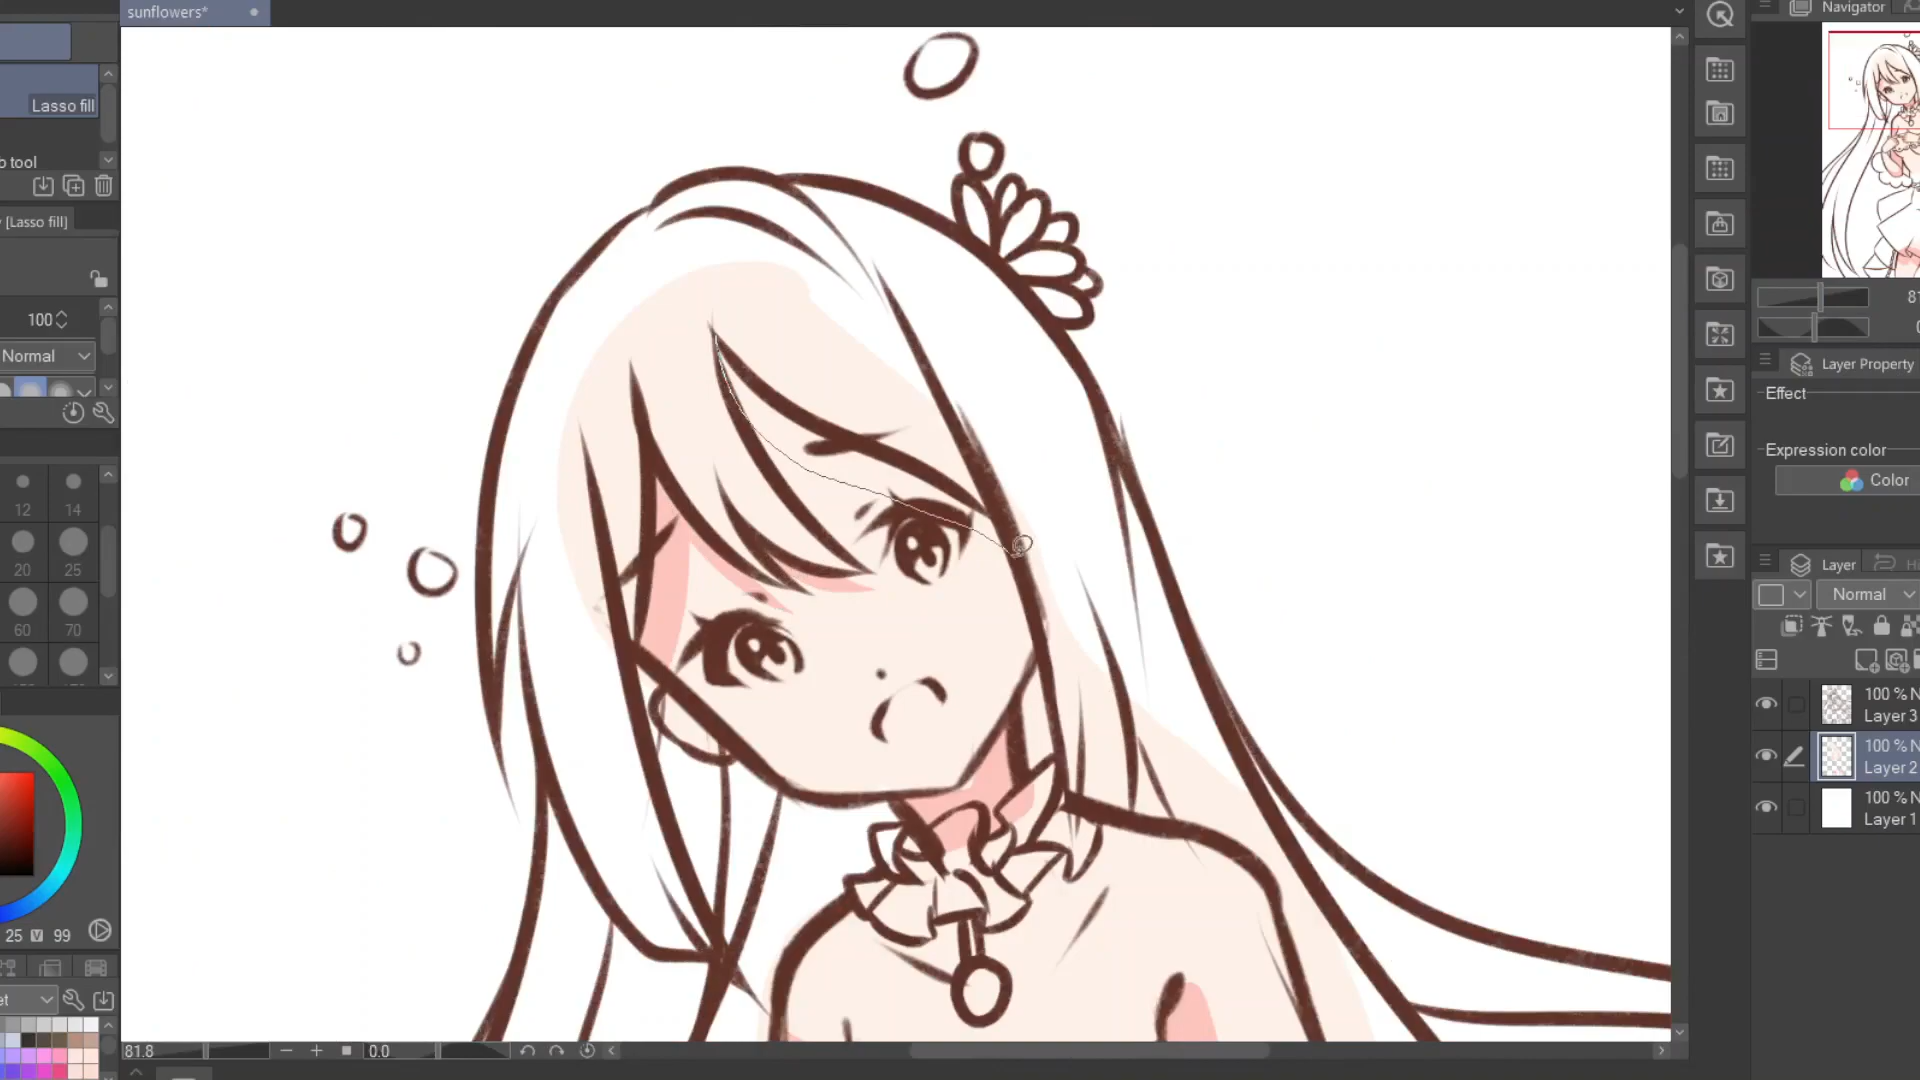 sunflowers*
Navigator
Lasso fill
b tool
[Lasso fill]
100
Normal
12
14
20
25
60
70
25
V
99
81.8
0.0
Layer Property
Effect
Expression color
Color
Layer
Normal
100 % N
Layer 3
100 % N
Layer 2
100 % N
Layer 1